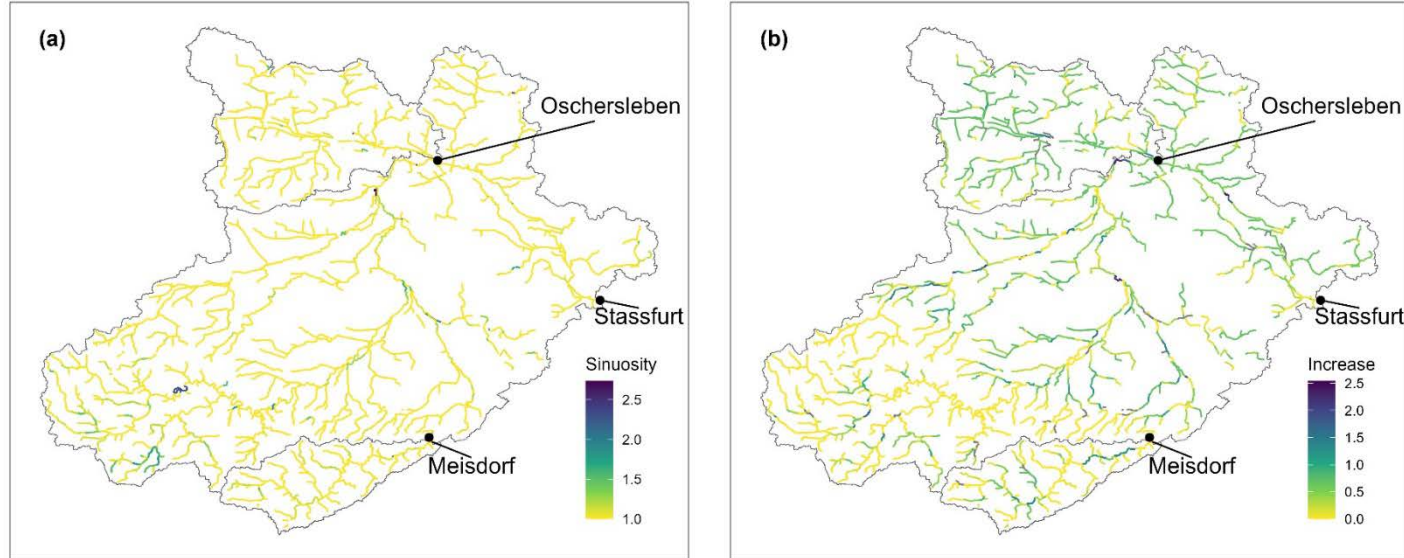 (a)
Oschersleben
Stassfurt
Sinuosity
2.5
2.0
1.5
1.0
Meisdorf
(b)
Oschersleben
Stassfurt
Increase
2.5
2.0
1.5
1.0
0.5
0.0
Meisdorf